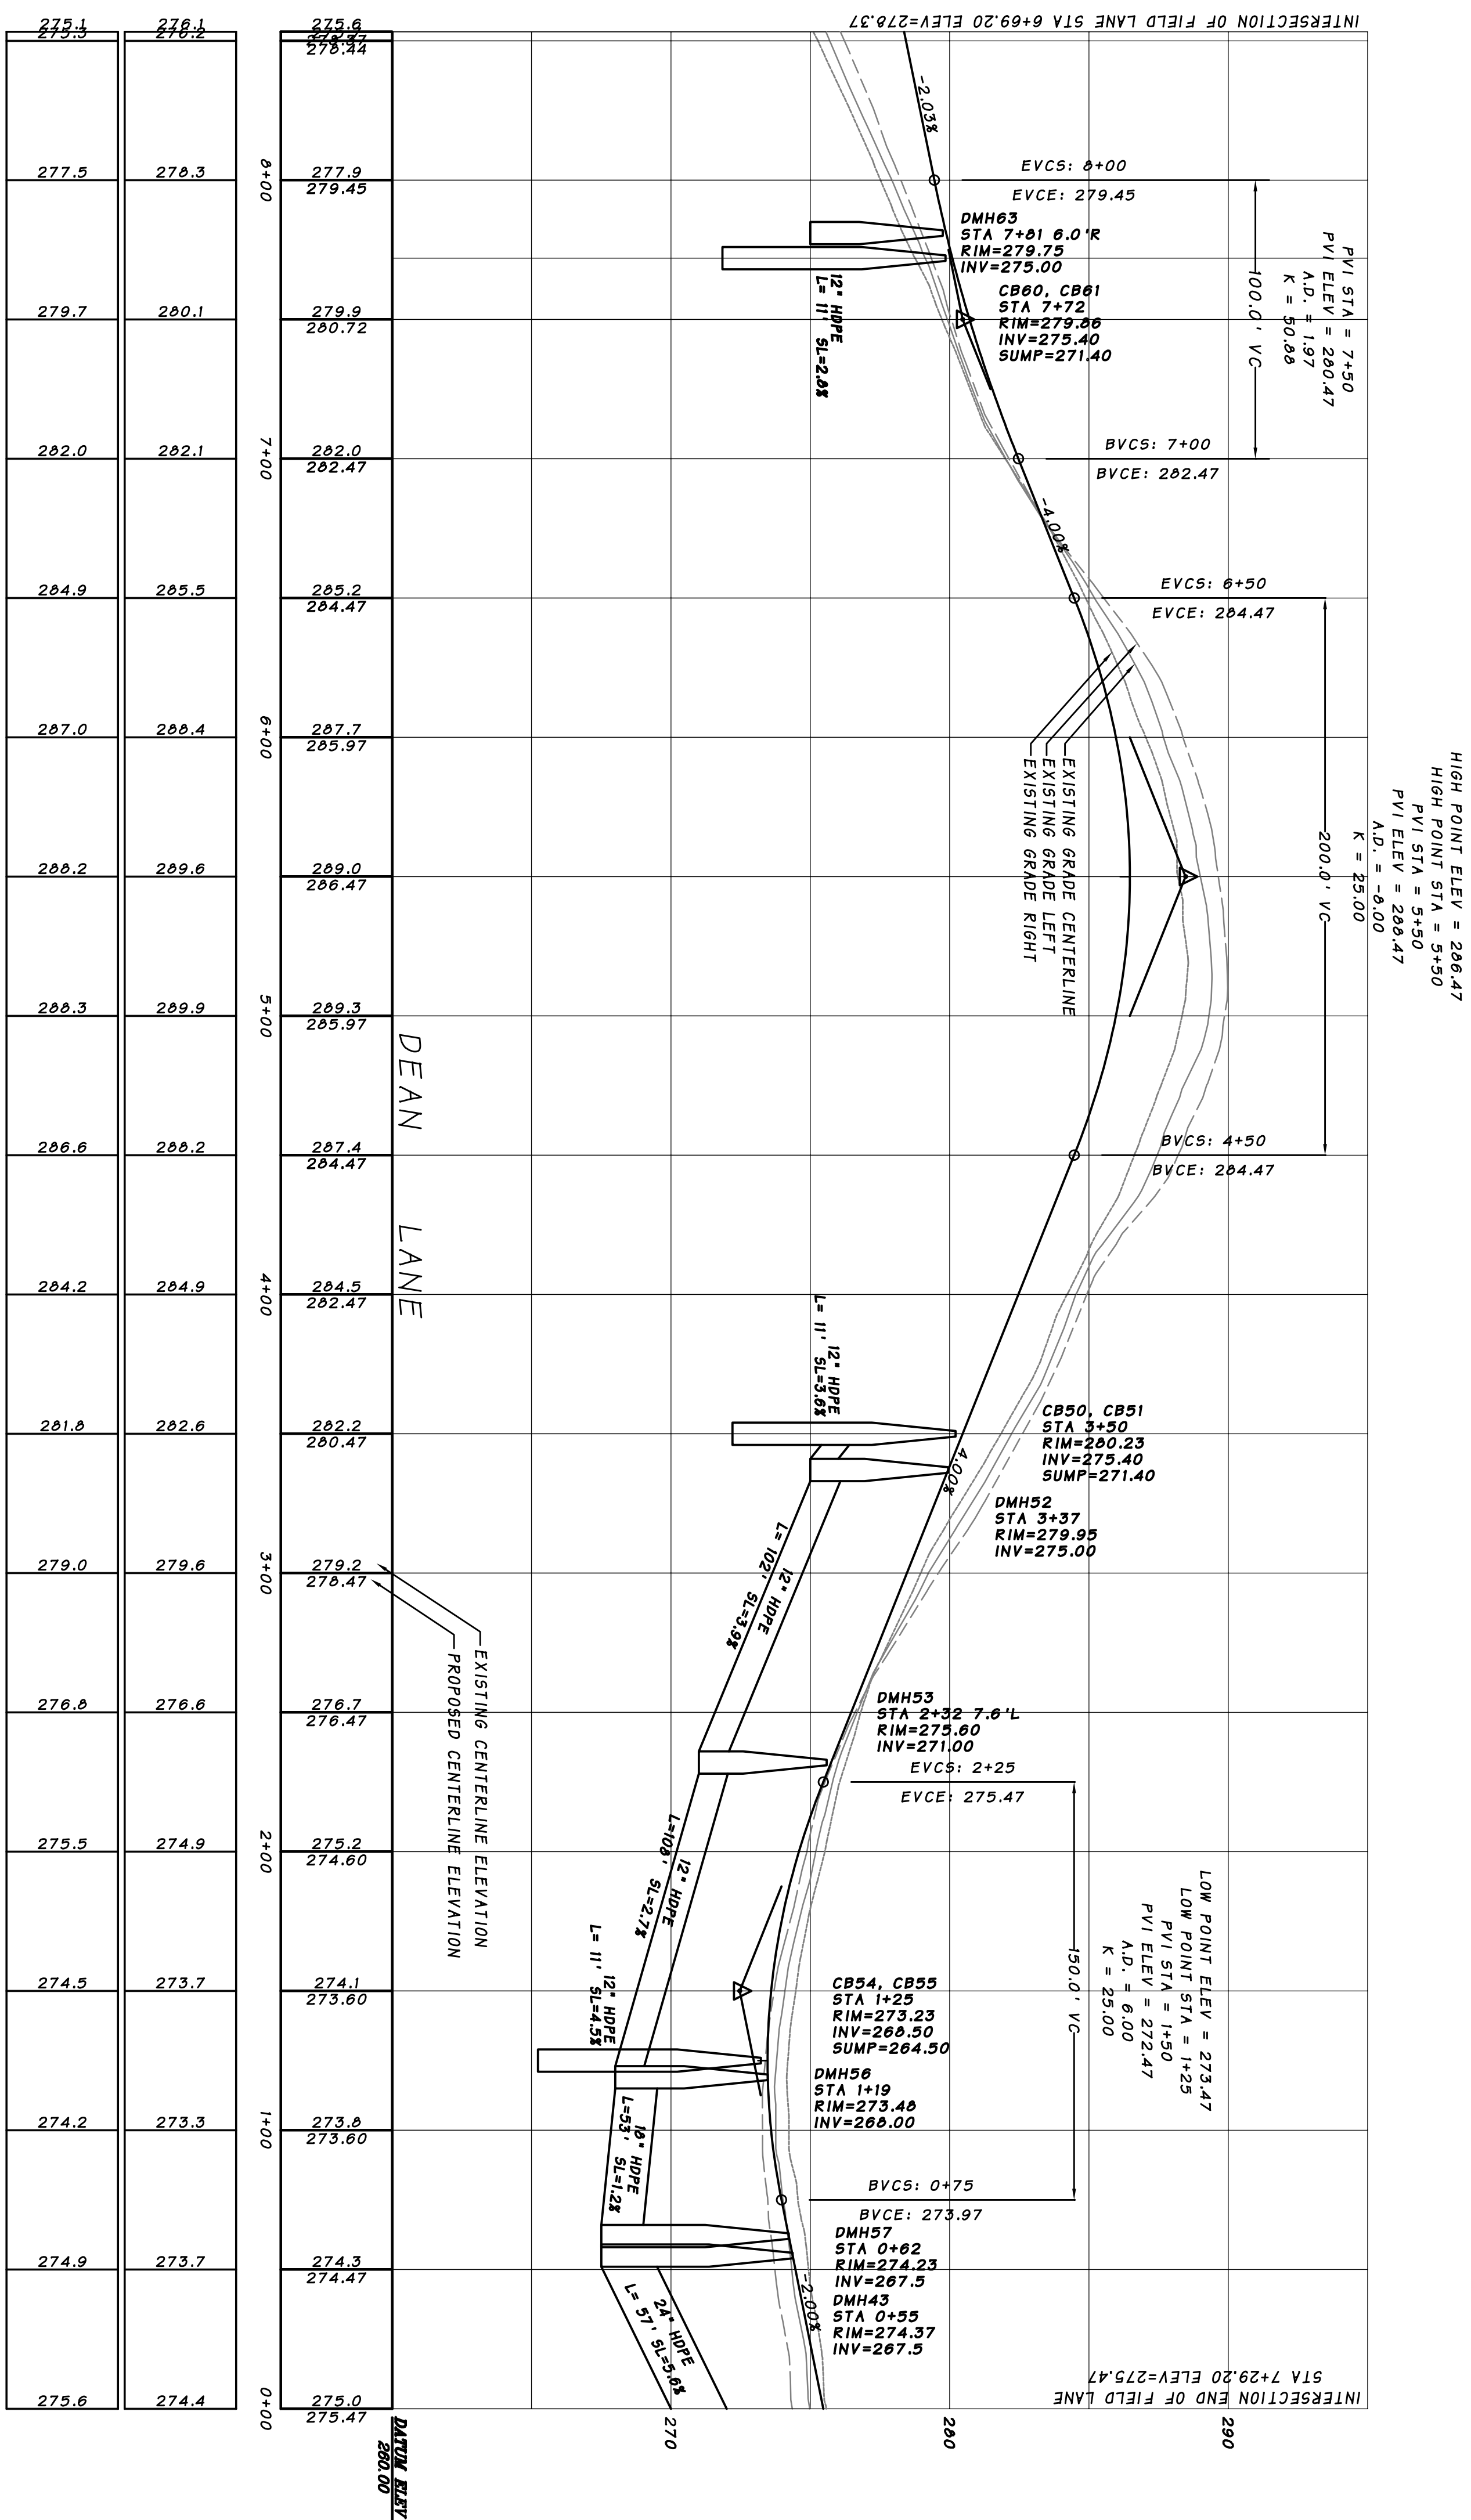 INTERSECTION OF FIELD LANE STA 6+69.20 ELEV=278.37
-2.03%
EVCS: 8+00
EVCE: 279.45
DMH63
STA 7+81 6.0'R
RIM=279.75
INV=275.00
CB60, CB61
STA 7+72
RIM=279.86
INV=275.40
SUMP=271.40
12" HDPE
L= 11' SL=2.8%
PVI STA = 7+50
PVI ELEV = 280.47
A.D. = 1.97
K = 50.88
100.0' VC
BVCS: 7+00
BVCE: 282.47
-4.00%
EVCS: 6+50
EVCE: 284.47
HIGH POINT ELEV = 286.47
HIGH POINT STA = 5+50
PVI STA = 5+50
PVI ELEV = 288.47
A.D. = -8.00
K = 25.00
200.0' VC
EXISTING GRADE CENTERLINE
EXISTING GRADE LEFT
EXISTING GRADE RIGHT
BVCS: 4+50
BVCE: 284.47
DEAN LANE
12" HDPE
L= 11' SL=3.6%
CB50, CB51
STA 3+50
RIM=280.23
INV=275.40
SUMP=271.40
4.00%
DMH52
STA 3+37
RIM=279.95
INV=275.00
12" HDPE
L= 102' SL=3.9%
EXISTING CENTERLINE ELEVATION
PROPOSED CENTERLINE ELEVATION
DMH53
STA 2+32 7.6'L
RIM=275.60
INV=271.00
EVCS: 2+25
EVCE: 275.47
12" HDPE
L=108' SL=2.7%
LOW POINT ELEV = 273.47
LOW POINT STA = 1+25
PVI STA = 1+50
PVI ELEV = 272.47
A.D. = 6.00
K = 25.00
150.0' VC
12" HDPE
L= 11' SL=4.5%
CB54, CB55
STA 1+25
RIM=273.23
INV=268.50
SUMP=264.50
DMH56
STA 1+19
RIM=273.48
INV=268.00
18" HDPE
L=53' SL=1.2%
BVCS: 0+75
BVCE: 273.97
DMH57
STA 0+62
RIM=274.23
INV=267.5
DMH43
STA 0+55
RIM=274.37
INV=267.5
-2.00%
24" HDPE
L= 57' SL=5.6%
INTERSECTION OF END FIELD LANE
STA 7+29.20 ELEV=275.47
270
280
290
DATUM ELEV
260.00
275.1 276.1 275.6
275.3 276.2
278.44
277.5 278.3 8+00 277.9
279.45
279.7 280.1 279.9
280.72
282.0 282.1 7+00 282.0
282.47
284.9 285.5 285.2
284.47
287.0 288.4 6+00 287.7
285.97
288.2 289.6 289.0
286.47
288.3 289.9 5+00 289.3
285.97
286.6 288.2 287.4
284.47
284.2 284.9 4+00 284.5
282.47
281.8 282.6 282.2
280.47
279.0 279.6 3+00 279.2
278.47
276.8 276.6 276.7
276.47
275.5 274.9 2+00 275.2
274.60
274.5 273.7 274.1
273.60
274.2 273.3 1+00 273.8
273.60
274.9 273.7 274.3
274.47
275.6 274.4 0+00 275.0
275.47